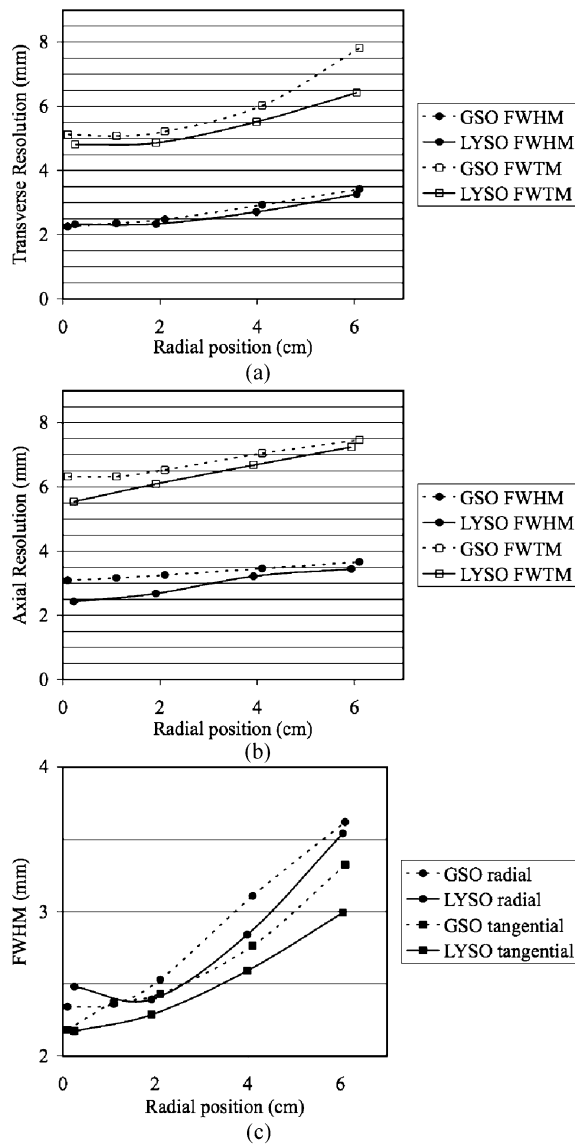 Transverse Resolution (mm)
8
6
4
2
0
0 2 4 6
Radial position (cm)
GSO FWHM
LYSO FWHM
GSO FWTM
LYSO FWTM
(a)
Axial Resolution (mm)
8
6
4
2
0
0 2 4 6
Radial position (cm)
GSO FWHM
LYSO FWHM
GSO FWTM
LYSO FWTM
(b)
FWHM (mm)
4
3
2
0 2 4 6
Radial position (cm)
GSO radial
LYSO radial
GSO tangential
LYSO tangential
(c)